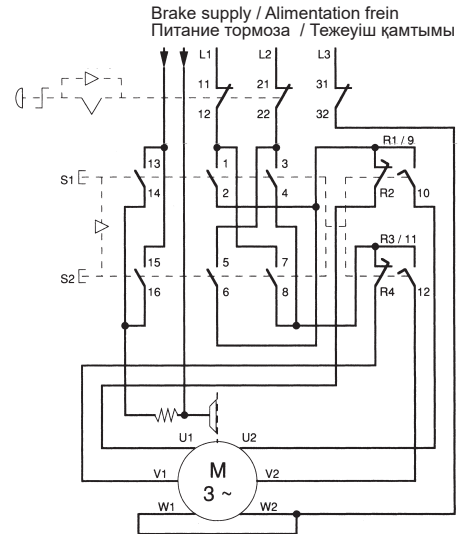 Brake supply / Alimentation frein
Питание тормоза / Тежеуіш қамтымы
L1 L2 L3
11 21 31
12 22 32
R1 / 9
13 1 3
S1
14 2 4 R2 10
R3 / 11
15 5 7
S2
16 6 8 R4 12
U1 U2
M
V1 V2
3 ~
W1 W2